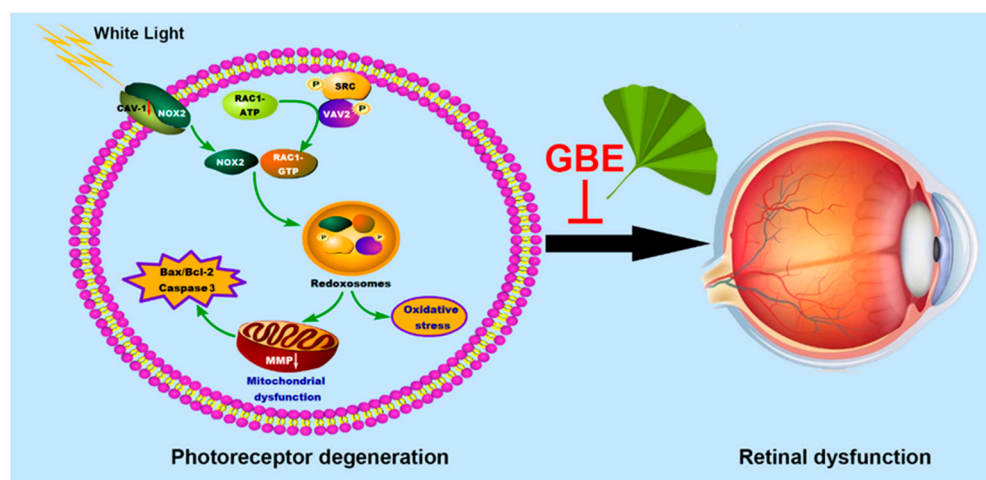 White Light
CAV-1
NOX2
RAC1-
ATP
P
SRC
VAV2
P
NOX2
RAC1-
GTP
P
P
Redoxosomes
Bax/Bcl-2
Caspase 3
Oxidative
stress
MMP
Mitochondrial
dysfunction
GBE
Photoreceptor degeneration
Retinal dysfunction